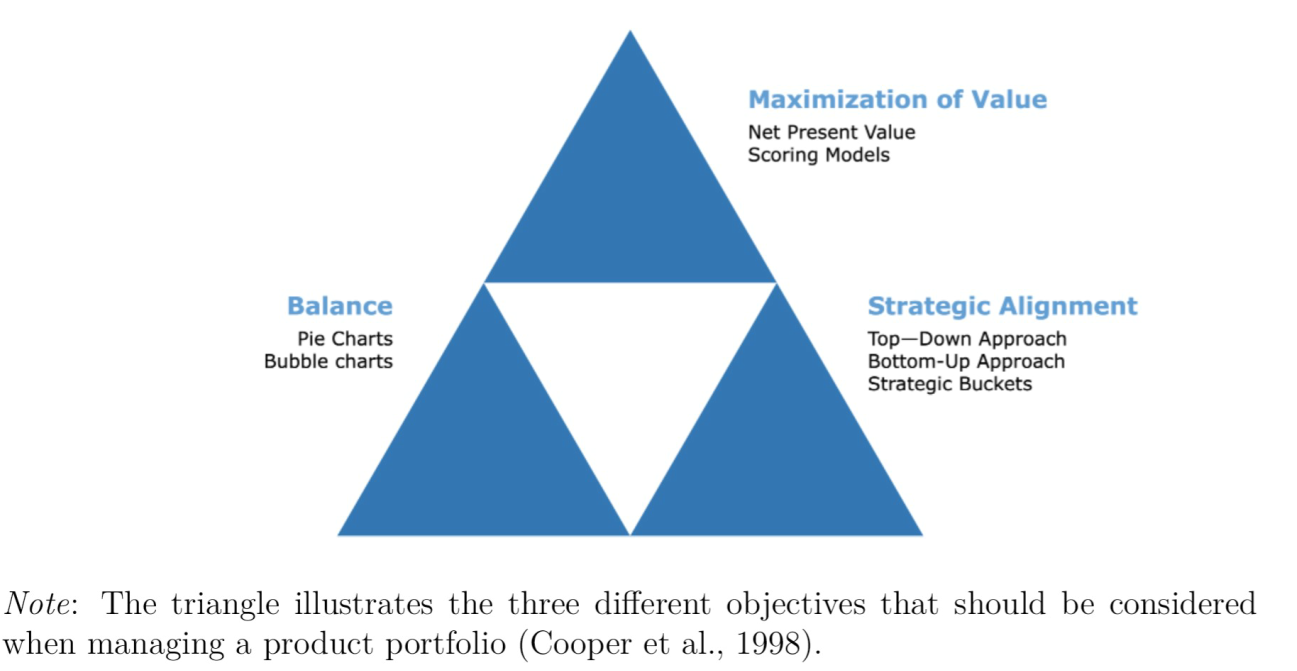 Maximization of Value
Net Present Value
Scoring Models
Balance
Pie Charts
Bubble charts
Strategic Alignment
Top—Down Approach
Bottom-Up Approach
Strategic Buckets
Note: The triangle illustrates the three different objectives that should be considered
when managing a product portfolio (Cooper et al., 1998).